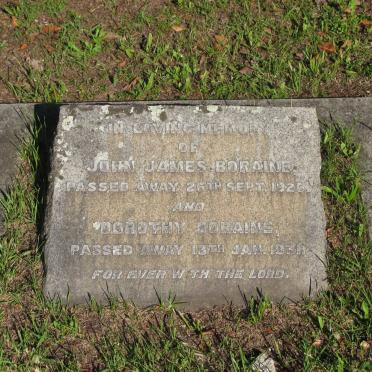 IN LOVING MEMORY
OF
JOHN JAMES BORAINE
PASSED AWAY 26TH SEPT.
AND
DOROTHY BORAINE,
PASSED AWAY 13TH JAN.
FOR EVER WITH THE LORD.